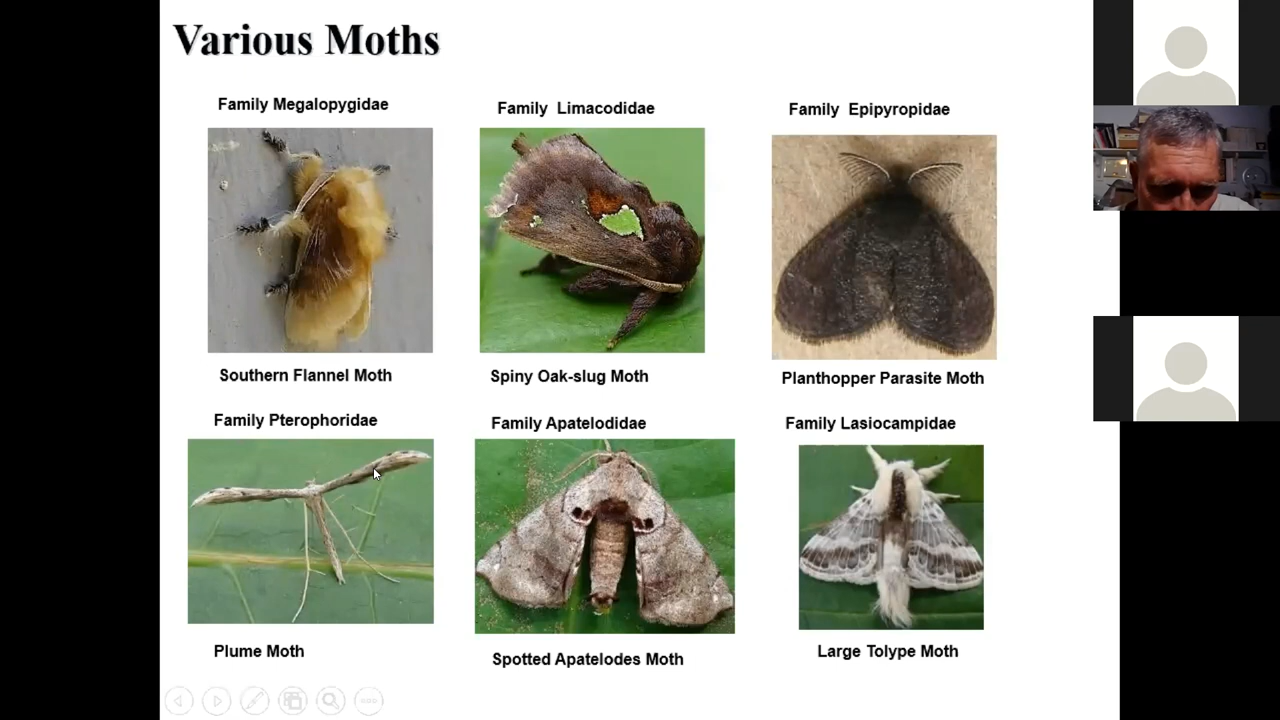 Various Moths
Family Megalopygidae
Family Limacodidae
Family Epipyropidae
Southern Flannel Moth
Spiny Oak-slug Moth
Planthopper Parasite Moth
Family Pterophoridae
Family Apatelodidae
Family Lasiocampidae
Plume Moth
Spotted Apatelodes Moth
Large Tolype Moth